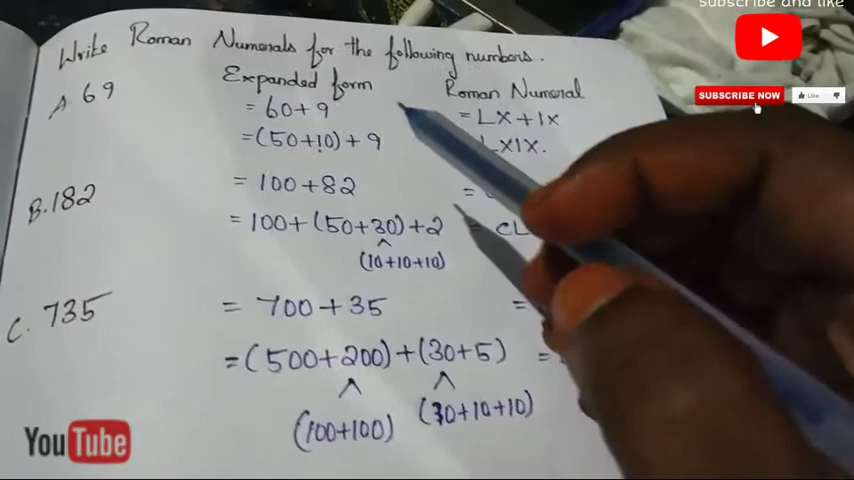 Subscribe and like
SUBSCRIBE NOW
Like
Write Roman Numerals for the following numbers.
Expanded form Roman Numeral
A. 69 = 60+9 = LX+IX
=(50+10)+9 LXIX.
B. 182 = 100+82 =
= 100+(50+30)+2 = CL
(10+10+10)
C. 735 = 700+35 =
=(500+200)+(30+5) =
(100+100) (30+10+10)
YouTube